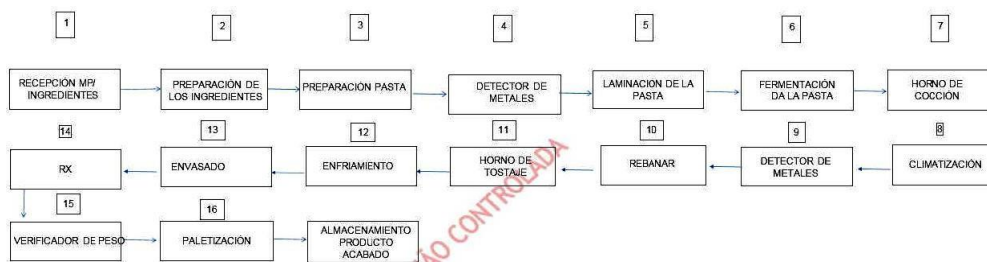 1 2 3 4 5 6 7
RECEPCIÓN MP/
INGREDIENTES
PREPARACIÓN DE
LOS INGREDIENTES
PREPARACIÓN PASTA
DETECTOR DE
METALES
LAMINACION DE LA
PASTA
FERMENTACIÓN
DA LA PASTA
HORNO DE
COCCIÓN
14 13 12 11 10 9 8
RX
ENVASADO
ENFRIAMIENTO
HORNO DE
TOSTAJE
REBANAR
DETECTOR DE
METALES
CLIMATIZACIÓN
15 16
VERIFICADOR DE PESO
PALETIZACIÓN
ALMACENAMIENTO
PRODUCTO
ACABADO
ÃO CONTROLADA